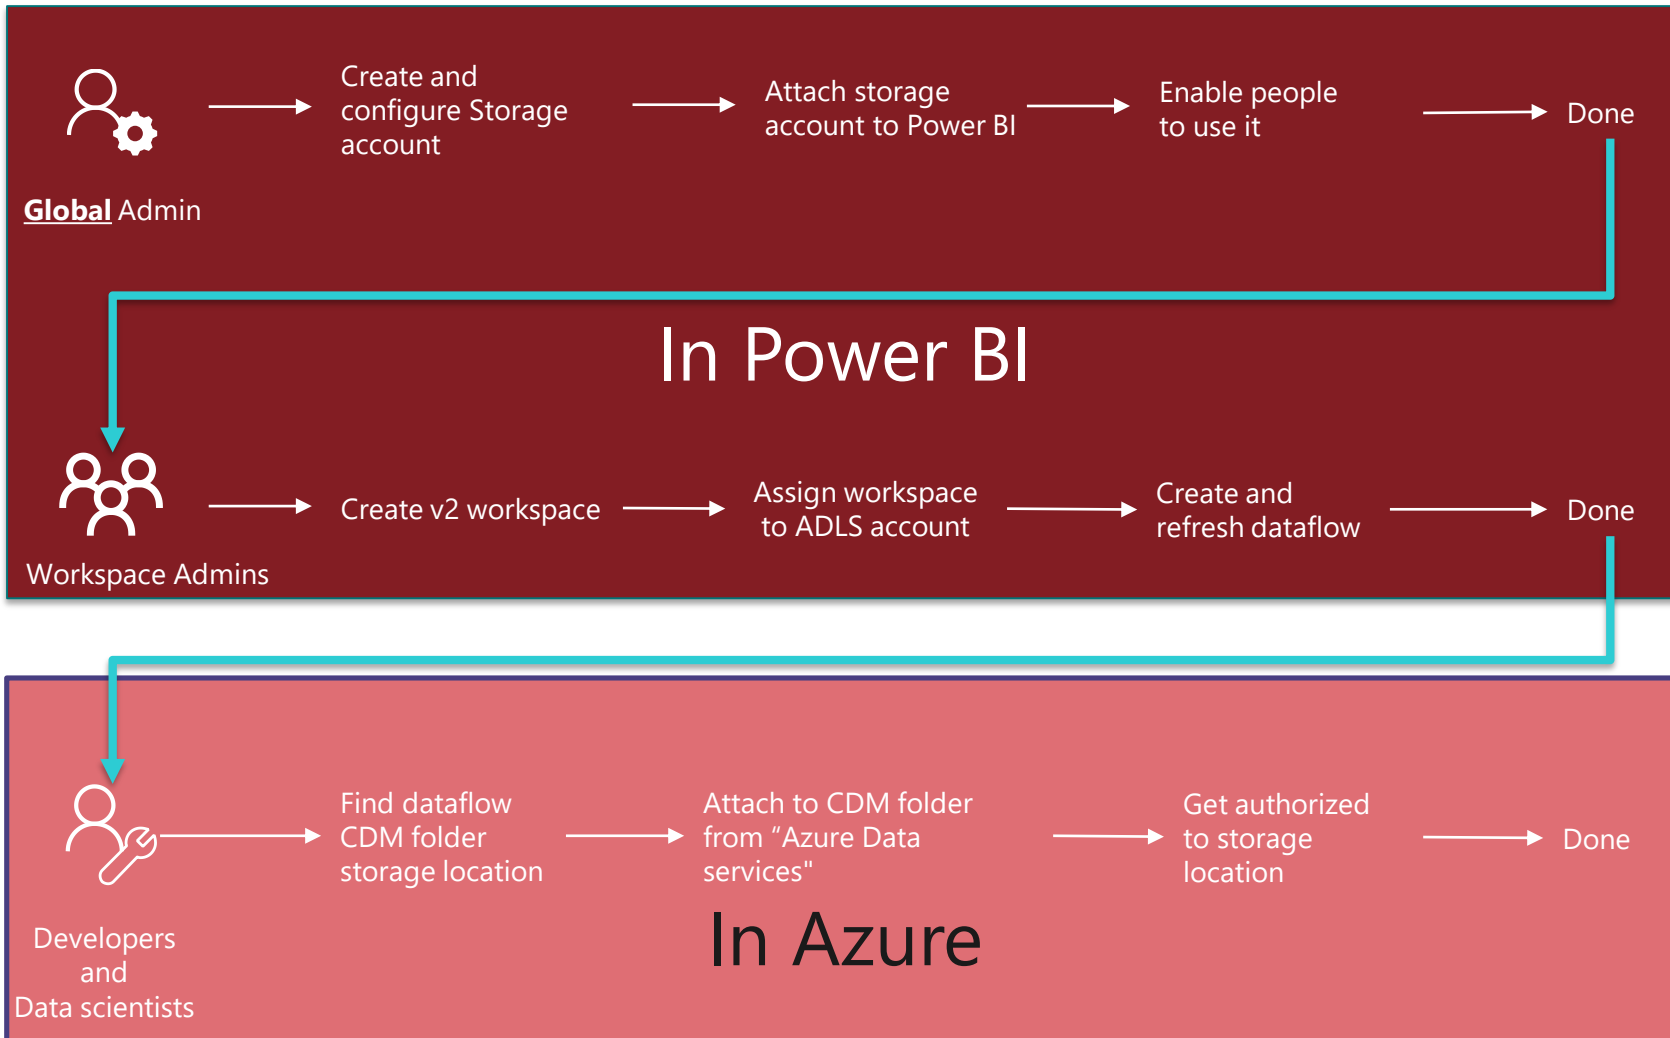 Create and
configure Storage
account
Attach storage
account to Power BI
Enable people
to use it
Done
Global Admin
In Power BI
Create v2 workspace
Assign workspace
to ADLS account
Create and
refresh dataflow
Done
Workspace Admins
Find dataflow
CDM folder
storage location
Attach to CDM folder
from “Azure Data
services"
Get authorized
to storage
location
Done
In Azure
Developers
and
Data scientists